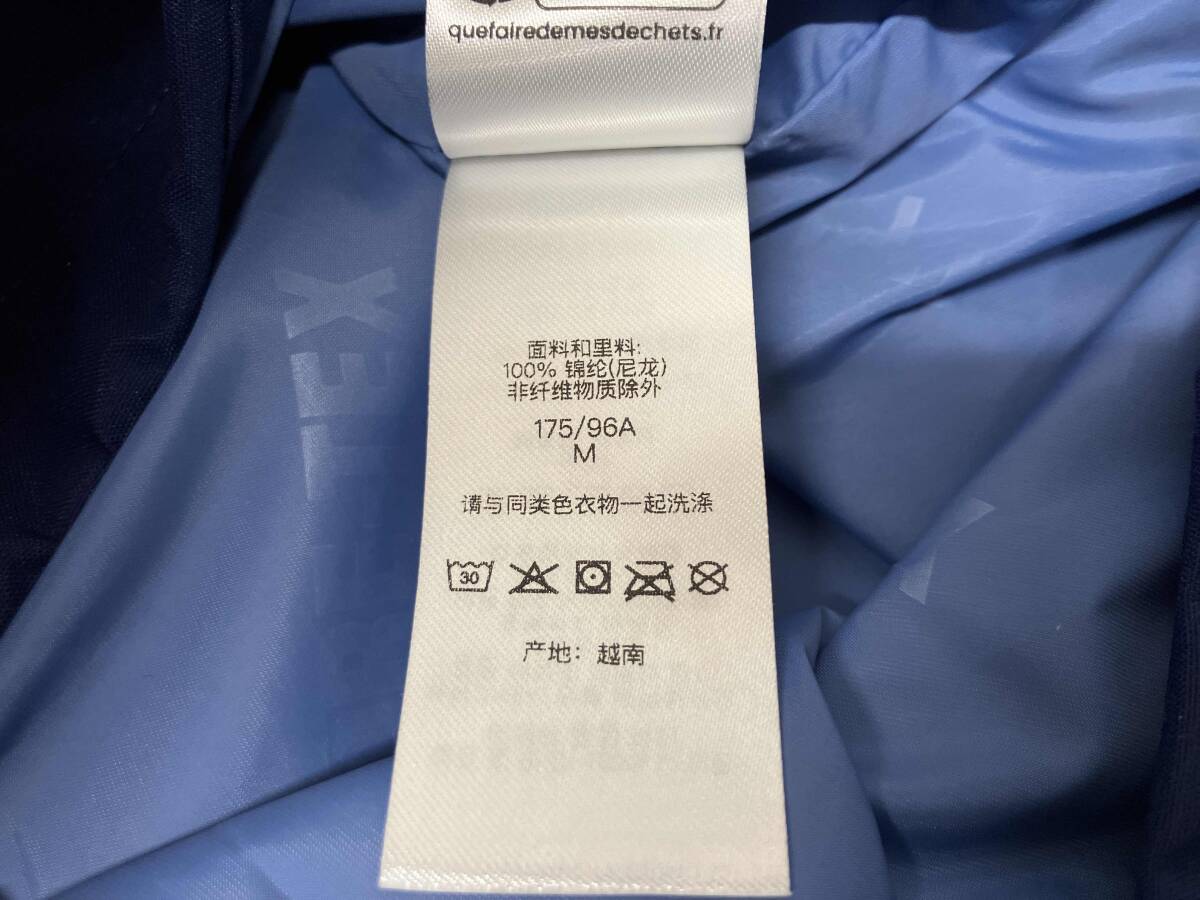 quefairedemesdechets.fr
面料和里料:
100% 锦纶(尼龙)
非纤维物质除外
175/96A
M
请与同类色衣物一起洗涤
30
产地: 越南
TEX